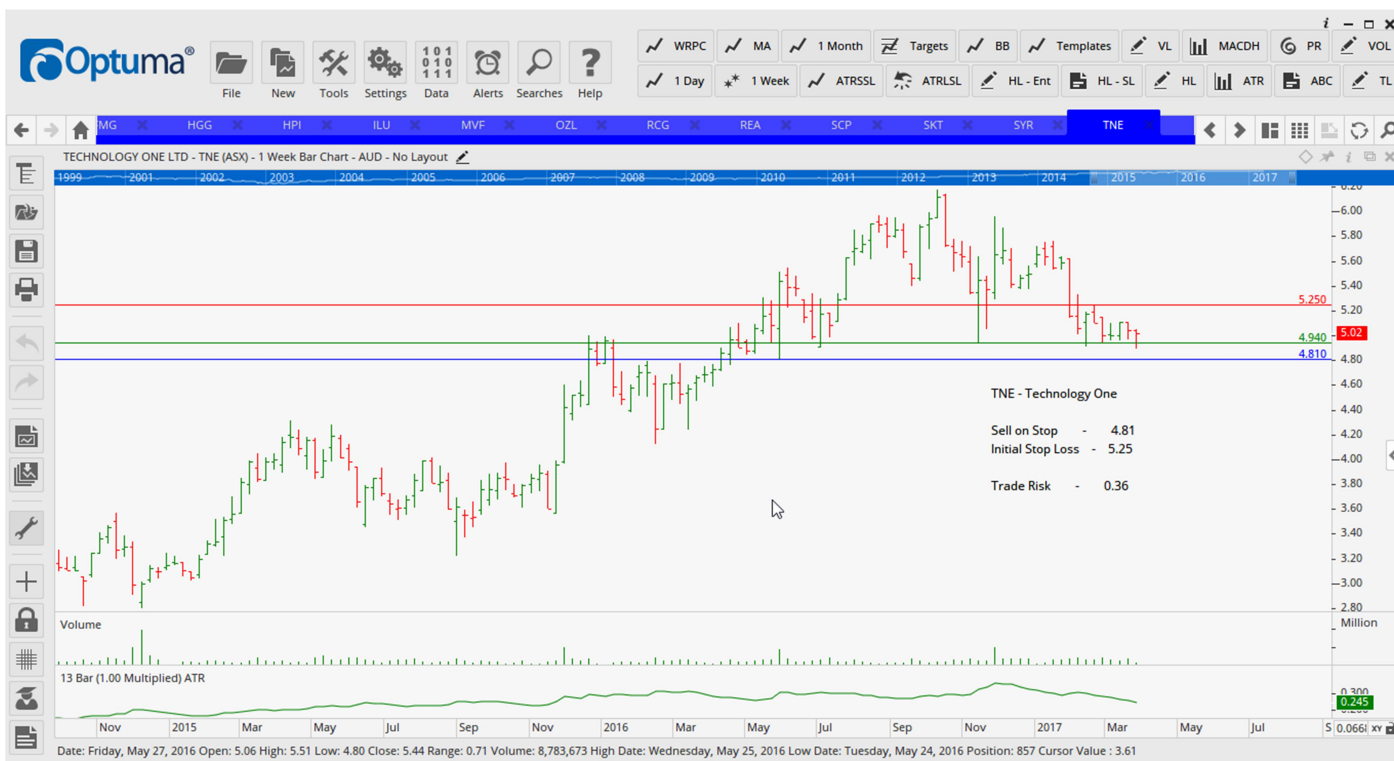 Optuma®
File New Tools Settings Data Alerts Searches Help
WRPC MA 1 Month Targets BB Templates VL MACDH PR VOL
1 Day 1 Week ATRSSL ATRLSL HL - Ent HL - SL HL ATR ABC TL
MG HGG HPI ILU MVF OZL RCG REA SCP SKT SYR TNE
TECHNOLOGY ONE LTD - TNE (ASX) - 1 Week Bar Chart - AUD - No Layout
1999 2001 2002 2003 2004 2005 2006 2007 2008 2009 2010 2011 2012 2013 2014 2015 2016 2017
6.20
6.00
5.80
5.60
5.40
5.250
5.20
5.02
4.940
4.810
4.80
4.60
4.40
4.20
4.00
3.80
3.60
3.40
3.20
3.00
2.80
TNE - Technology One
Sell on Stop - 4.81
Initial Stop Loss - 5.25
Trade Risk - 0.36
Volume
Million
13 Bar (1.00 Multiplied) ATR
0.300
0.245
Nov 2015 Mar May Jul Sep Nov 2016 Mar May Jul Sep Nov 2017 Mar May Jul S
XY
Date: Friday, May 27, 2016 Open: 5.06 High: 5.51 Low: 4.80 Close: 5.44 Range: 0.71 Volume: 8,783,673 High Date: Wednesday, May 25, 2016 Low Date: Tuesday, May 24, 2016 Position: 857 Cursor Value : 3.61